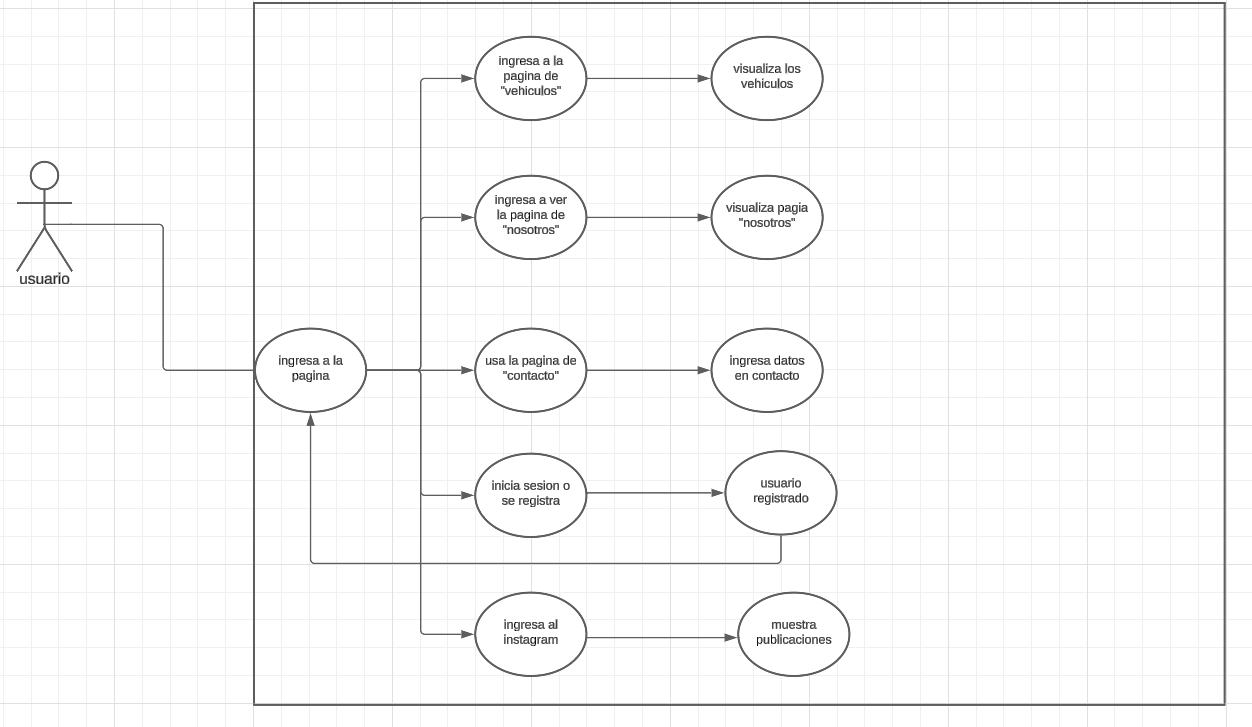 ingresa a la
pagina de
"vehiculos"
visualiza los
vehiculos
ingresa a ver
la pagina de
"nosotros"
visualiza pagia
"nosotros"
usuario
ingresa a la
pagina
usa la pagina de
"contacto"
ingresa datos
en contacto
inicia sesion o
se registra
usuario
registrado
ingresa al
instagram
muestra
publicaciones